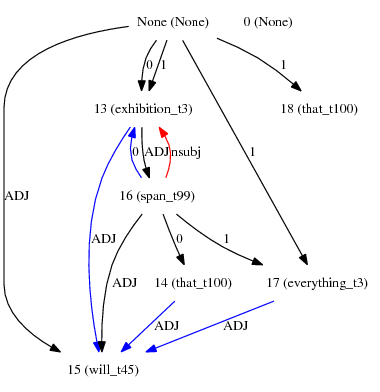 None (None) 0 (None)
0 1 1
13 (exhibition_t3) 18 (that_t100)
0 ADJ nsubj 1
ADJ 16 (span_t99)
ADJ 0 1
ADJ 14 (that_t100) 17 (everything_t3)
ADJ ADJ
15 (will_t45)